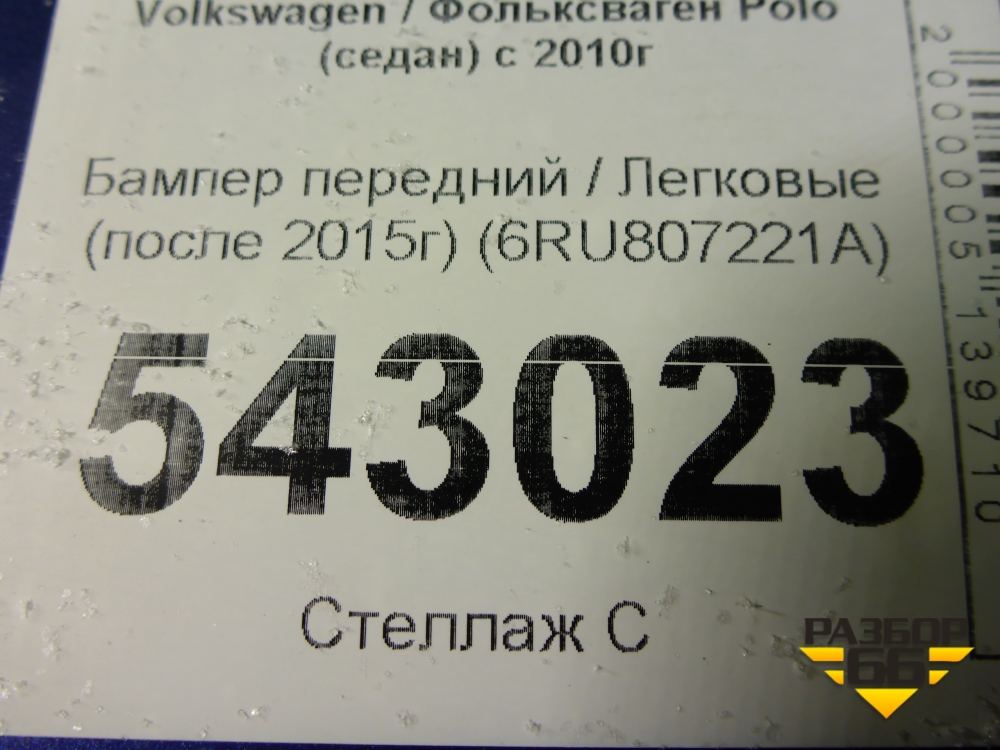 Volkswagen / Фольксваген Polo
(седан) с 2010г
Бампер передний / Легковые
(после 2015г) (6RU807221A)
543023
Стеллаж С
2000005139710
РАЗБОР
66